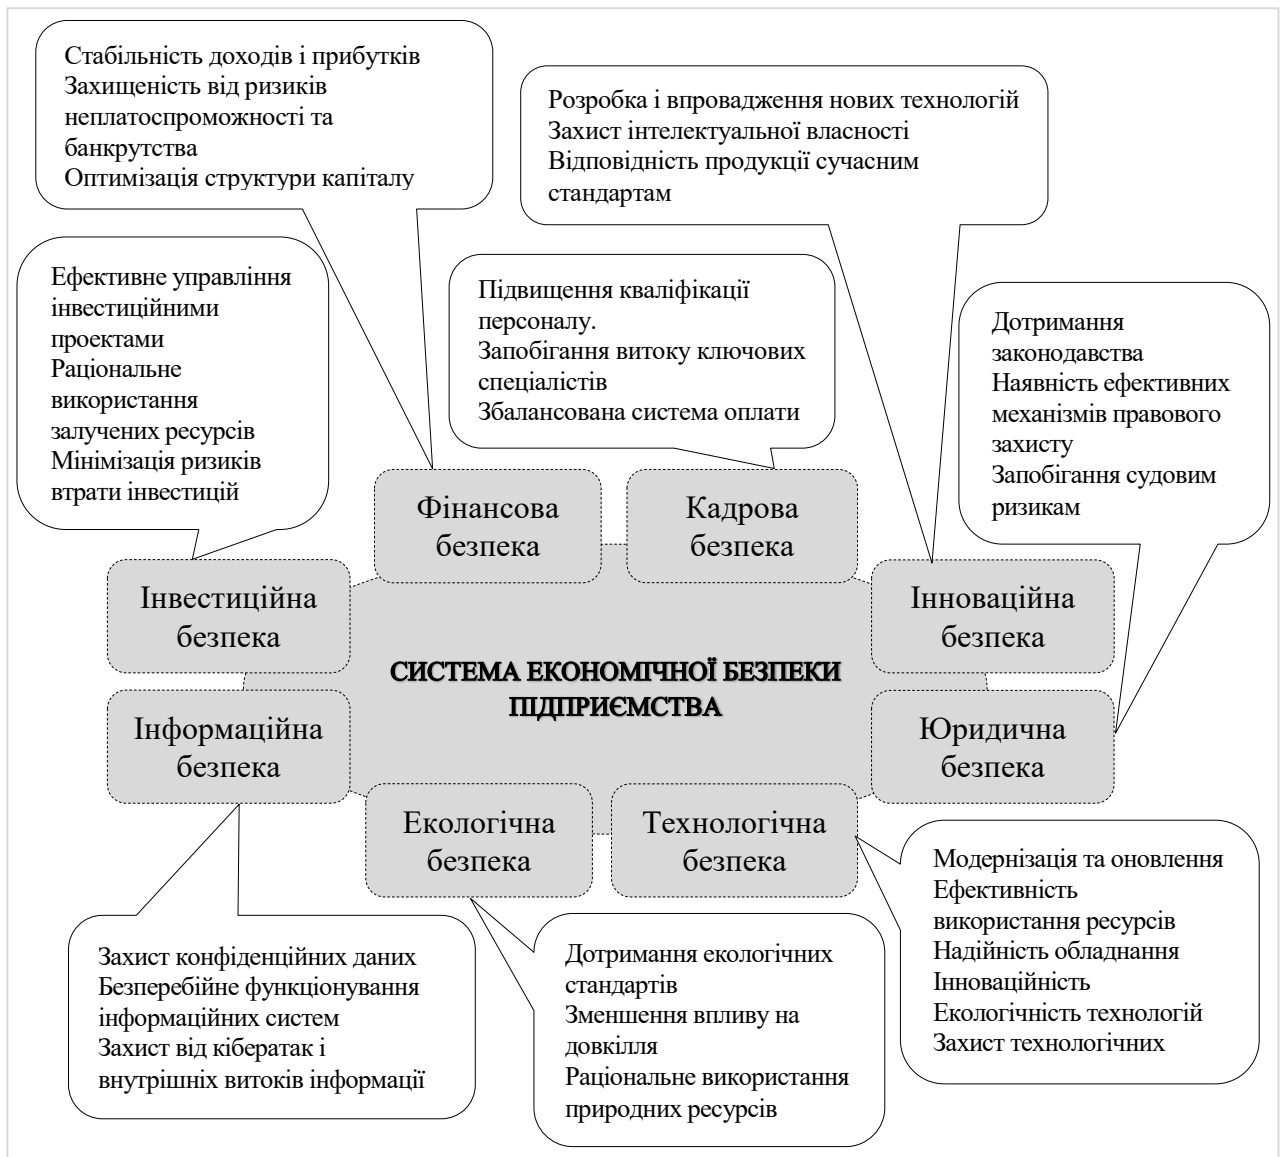 Стабільність доходів і прибутків
Захищеність від ризиків
неплатоспроможності та
банкрутства
Оптимізація структури капіталу
Розробка і впровадження нових технологій
Захист інтелектуальної власності
Відповідність продукції сучасним
стандартам
Ефективне управління
інвестиційними
проектами
Раціональне
використання
залучених ресурсів
Мінімізація ризиків
втрати інвестицій
Підвищення кваліфікації
персоналу.
Запобігання витоку ключових
спеціалістів
Збалансована система оплати
Дотримання
законодавства
Наявність ефективних
механізмів правового
захисту
Запобігання судовим
ризикам
Фінансова
безпека
Кадрова
безпека
Інвестиційна
безпека
Інноваційна
безпека
СИСТЕМА ЕКОНОМІЧНОЇ БЕЗПЕКИ
ПІДПРИЄМСТВА
Інформаційна
безпека
Юридична
безпека
Екологічна
безпека
Технологічна
безпека
Захист конфіденційних даних
Безперебійне функціонування
інформаційних систем
Захист від кібератак і
внутрішніх витоків інформації
Дотримання екологічних
стандартів
Зменшення впливу на
довкілля
Раціональне використання
природних ресурсів
Модернізація та оновлення
Ефективність
використання ресурсів
Надійність обладнання
Інноваційність
Екологічність технологій
Захист технологічних